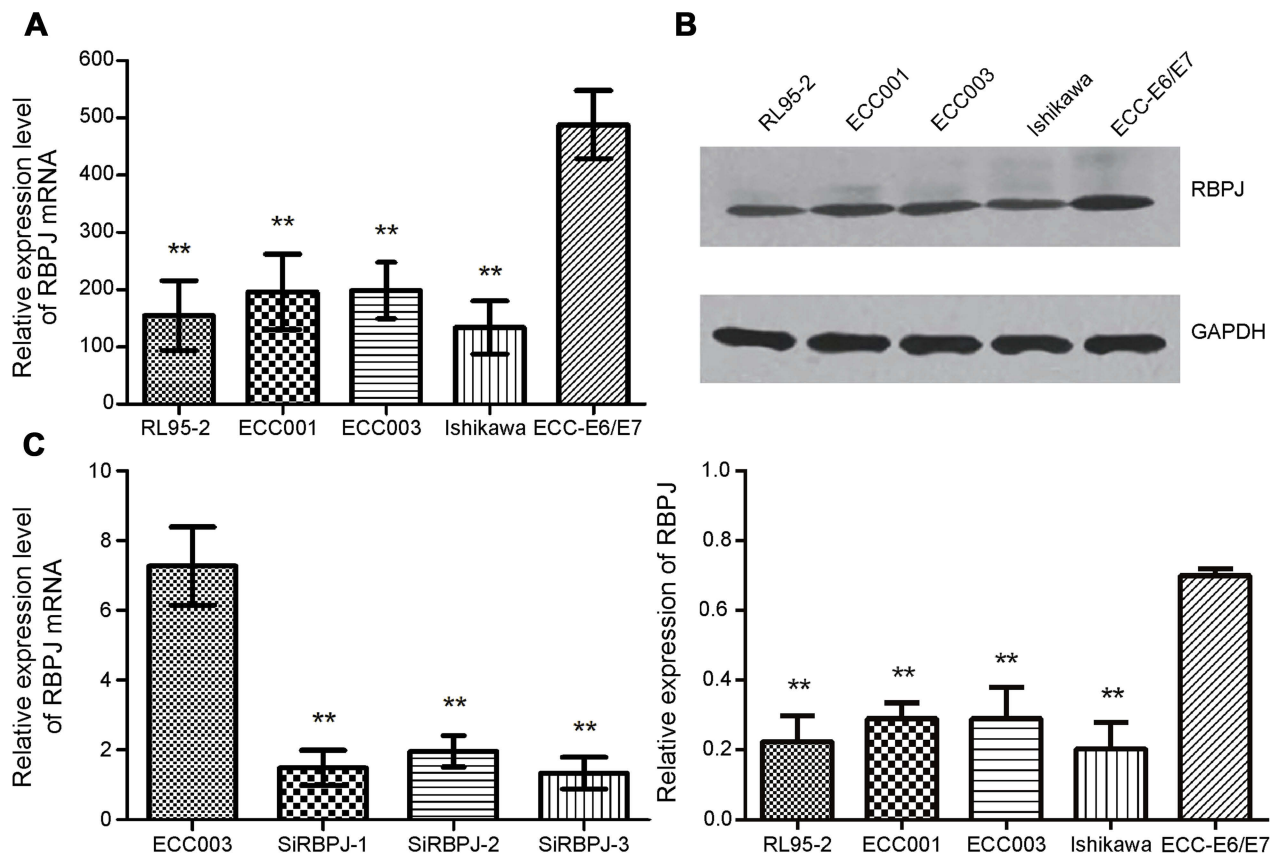 A
Relative expression level
of RBPJ mRNA
600
500
400
300
200
100
0
**
**
**
**
RL95-2
ECC001
ECC003
Ishikawa
ECC-E6/E7
B
RL95-2
ECC001
ECC003
Ishikawa
ECC-E6/E7
RBPJ
GAPDH
C
Relative expression level
of RBPJ mRNA
10
8
6
4
2
0
**
**
**
ECC003
SiRBPJ-1
SiRBPJ-2
SiRBPJ-3
Relative expression of RBPJ
1.0
0.8
0.6
0.4
0.2
0.0
**
**
**
**
RL95-2
ECC001
ECC003
Ishikawa
ECC-E6/E7